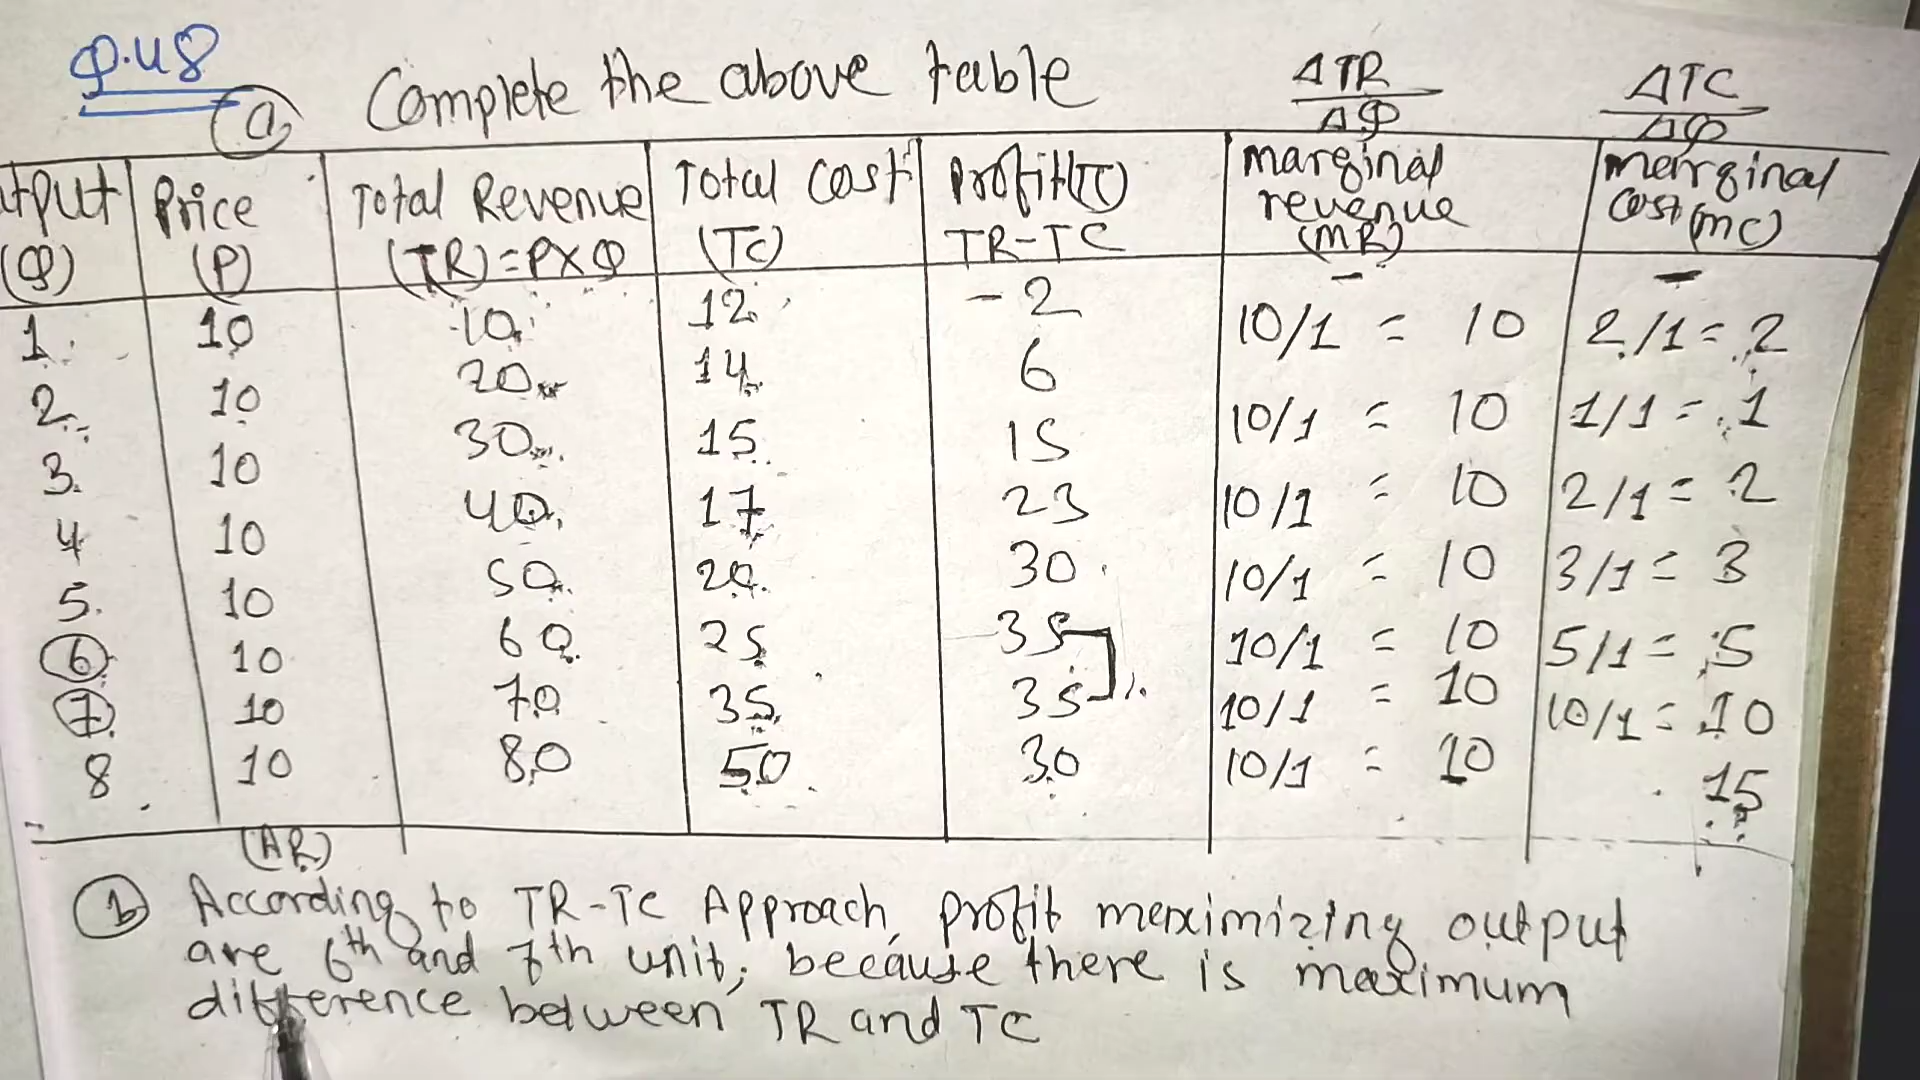 Q.48
(a) Complete the above table
ΔTR/ΔQ ΔTC/ΔQ
tput (Q) | Price (P) | Total Revenue (TR)=P×Q | Total Cost (TC) | Profit(π) TR-TC | marginal revenue (MR) | marginal cost (MC)
1. 10 10 12 -2 - -
2. 10 20 14 6 10/1 = 10 2/1 = 2
3. 10 30 15 15 10/1 = 10 1/1 = 1
4 10 40 17 23 10/1 = 10 2/1 = 2
5. 10 50 20 30 10/1 = 10 3/1 = 3
6 10 60 25 35 10/1 = 10 5/1 = 5
7 10 70 35 35 10/1 = 10 10/1 = 10
8 10 80 50 30 10/1 = 10 15
(AR)
(b) According to TR-TC Approach, profit maximizing output
are 6th and 7th unit, because there is maximum
difference between TR and TC